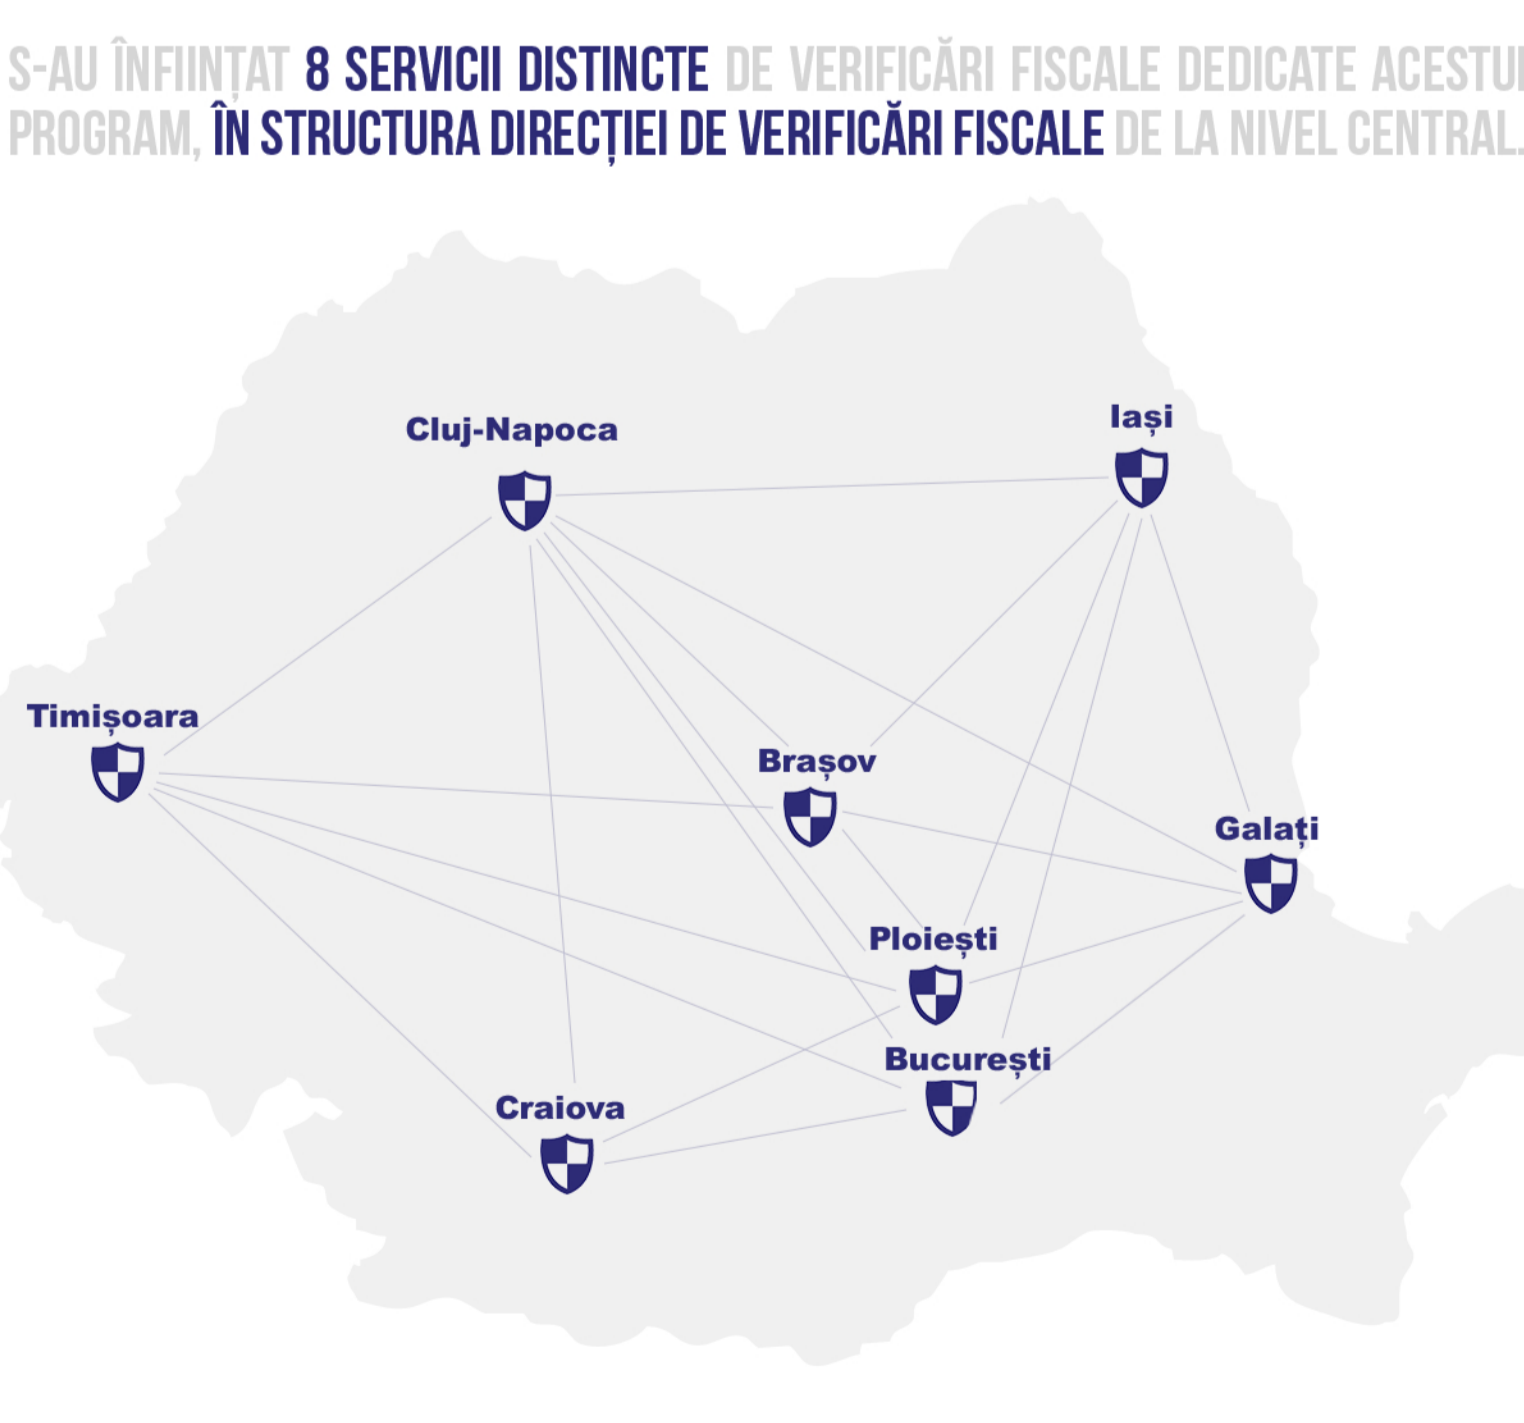 S-AU ÎNFIINȚAT 8 SERVICII DISTINCTE DE VERIFICĂRI FISCALE DEDICATE ACESTUI
PROGRAM, ÎN STRUCTURA DIRECȚIEI DE VERIFICĂRI FISCALE DE LA NIVEL CENTRAL.
Iași
Cluj-Napoca
Timișoara
Brașov
Galați
Ploiești
București
Craiova